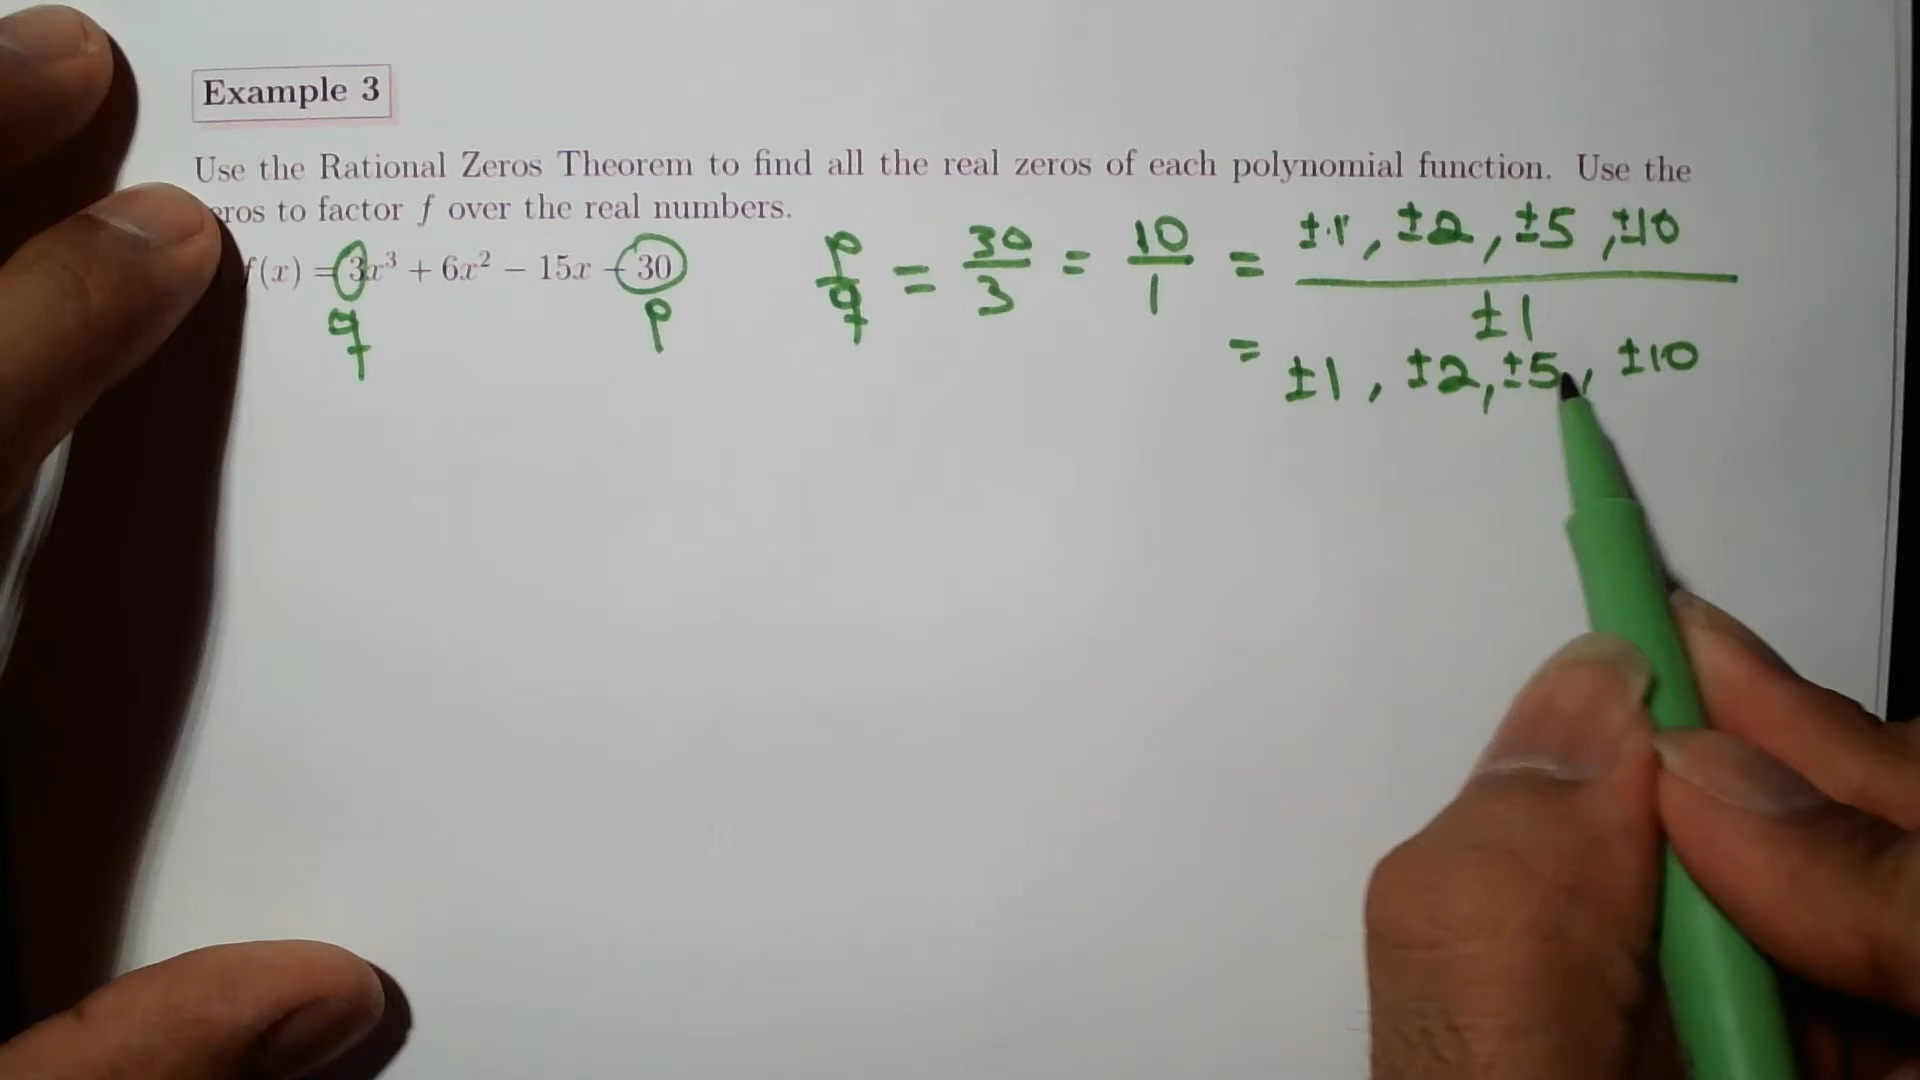 Example 3
Use the Rational Zeros Theorem to find all the real zeros of each polynomial function. Use the
eros to factor f over the real numbers.
f(x) = 3x³ + 6x² − 15x − 30
q p
p/q = 30/3 = 10/1 = ±1, ±2, ±5, ±10 / ±1
= ±1, ±2, ±5, ±10